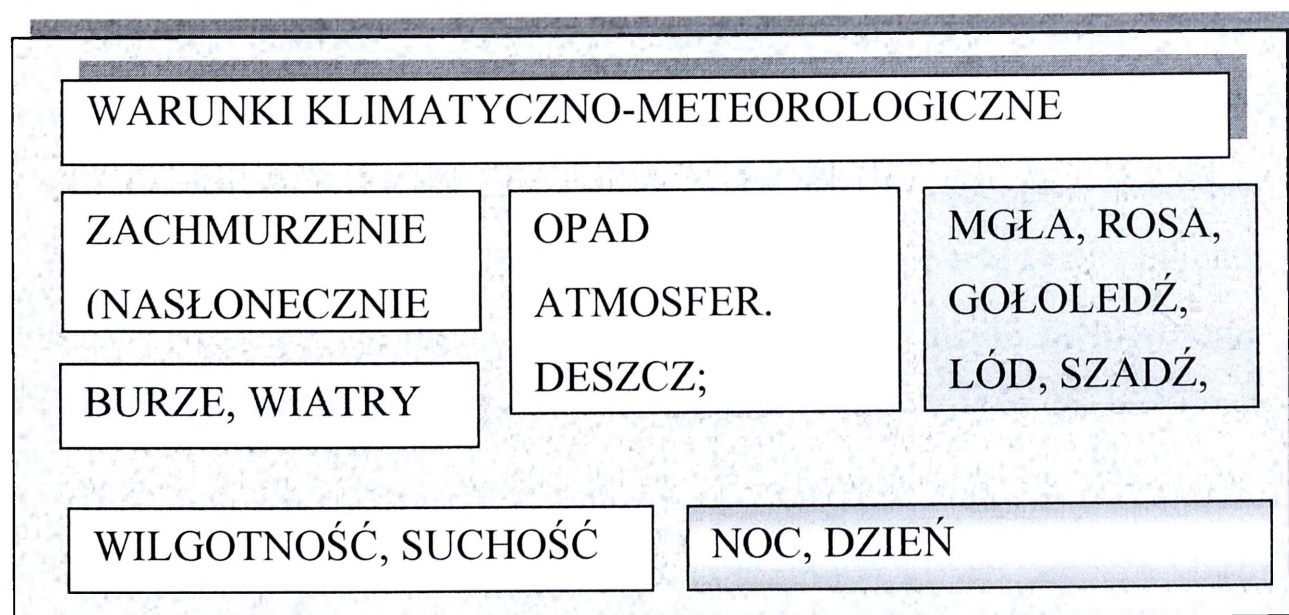 WARUNKI KLIMATYCZNO-METEOROLOGICZNE
ZACHMURZENIE
(NASŁONECZNIE
BURZE, WIATRY
OPAD
ATMOSFER.
DESZCZ;
MGŁA, ROSA,
GOŁOLEDŹ,
LÓD, SZADŹ,
WILGOTNOŚĆ, SUCHOŚĆ
NOC, DZIEŃ